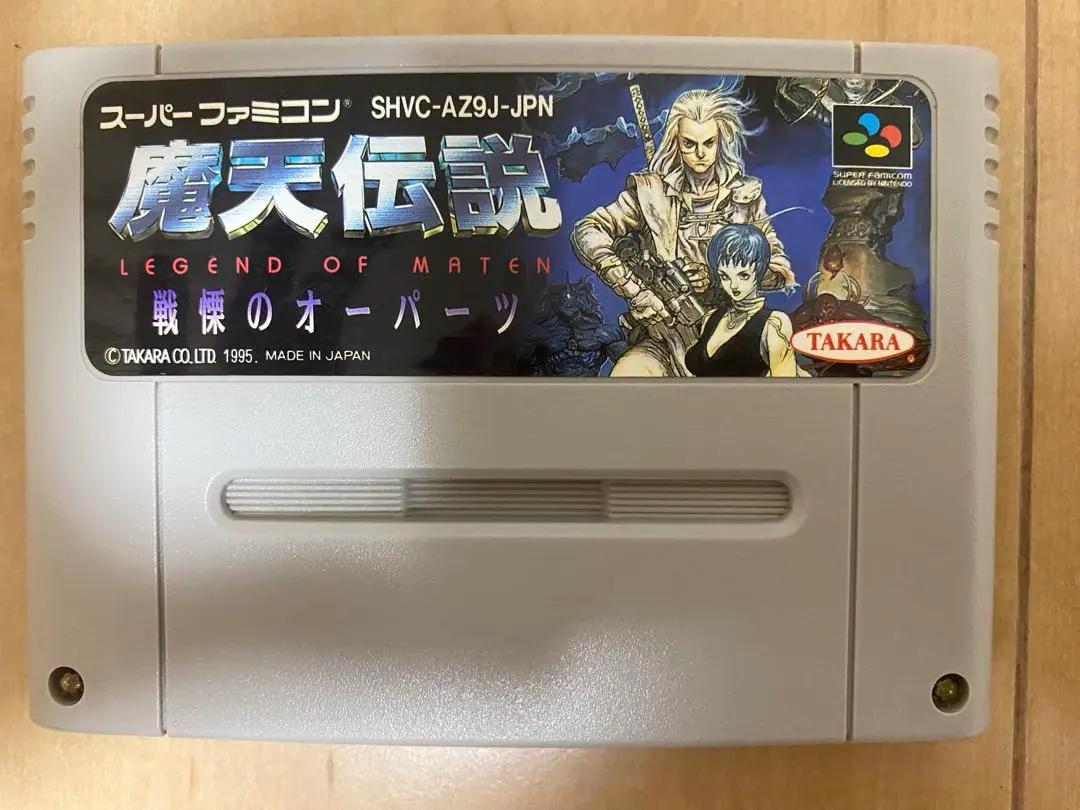 スーパーファミコン® SHVC-AZ9J-JPN
魔天伝説
LEGEND OF MATEN
戦慄のオーパーツ
©TAKARA CO.,LTD. 1995. MADE IN JAPAN
SUPER FAMICOM
LICENSED BY NINTENDO
TAKARA